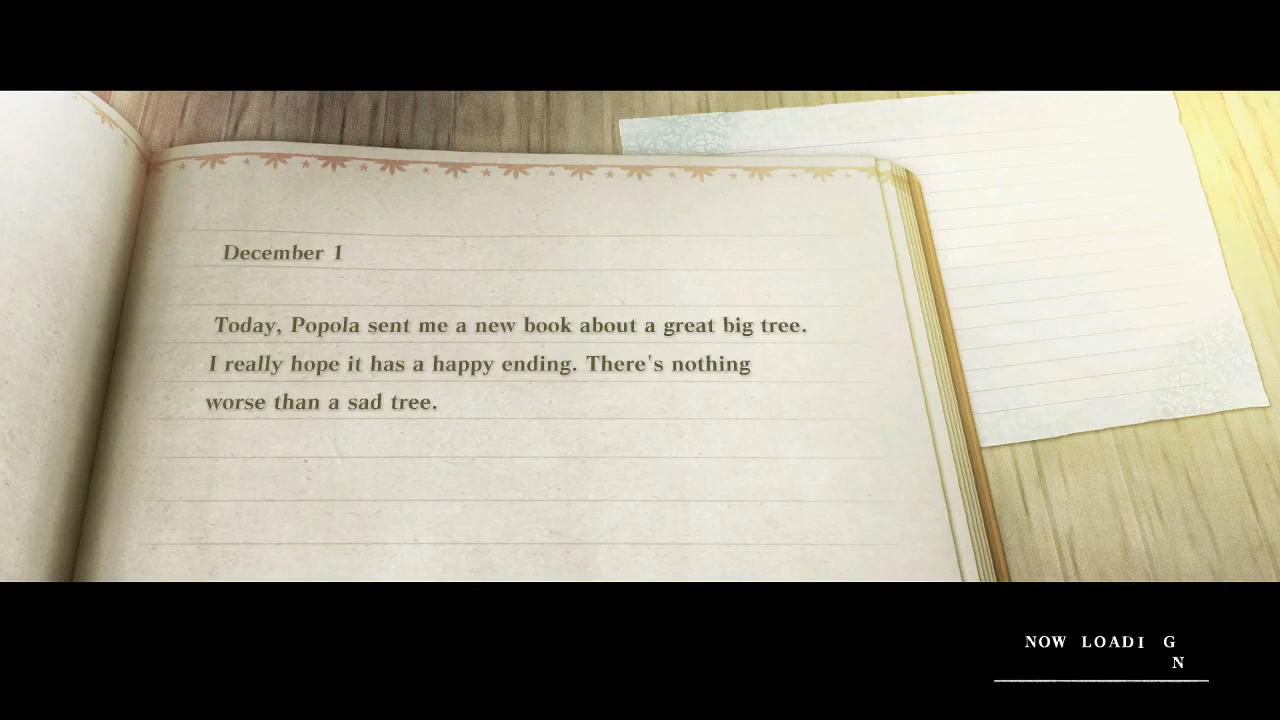 December 1
Today, Popola sent me a new book about a great big tree.
I really hope it has a happy ending. There's nothing
worse than a sad tree.
NOW LOADI G
N